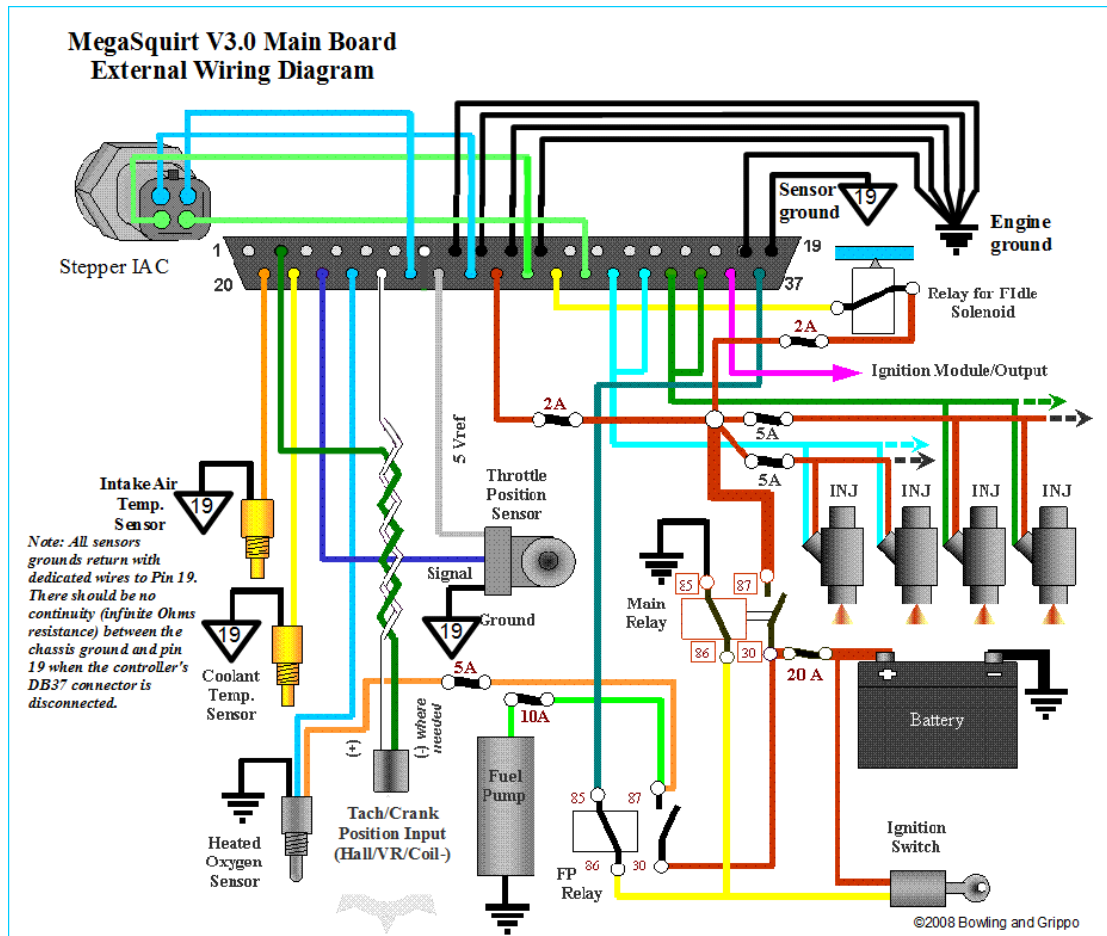 MegaSquirt V3.0 Main Board
External Wiring Diagram
Stepper IAC
1
19
20
37
Sensor
ground
19
Engine
ground
Relay for FIdle
Solenoid
2A
Ignition Module/Output
2A
5A
5A
5 Vref
Throttle
Position
Sensor
Signal
Ground
19
Intake Air
Temp.
Sensor
19
Note: All sensors
grounds return with
dedicated wires to Pin 19.
There should be no
continuity (infinite Ohms
resistance) between the
chassis ground and pin
19 when the controller's
DB37 connector is
disconnected.
19
Coolant
Temp.
Sensor
INJ
INJ
INJ
INJ
85
87
Main
Relay
86
30
20 A
Battery
5A
10A
(+)
(-) where
needed
Fuel
Pump
Tach/Crank
Position Input
(Hall/VR/Coil-)
Heated
Oxygen
Sensor
85
87
86
30
FP
Relay
Ignition
Switch
©2008 Bowling and Grippo